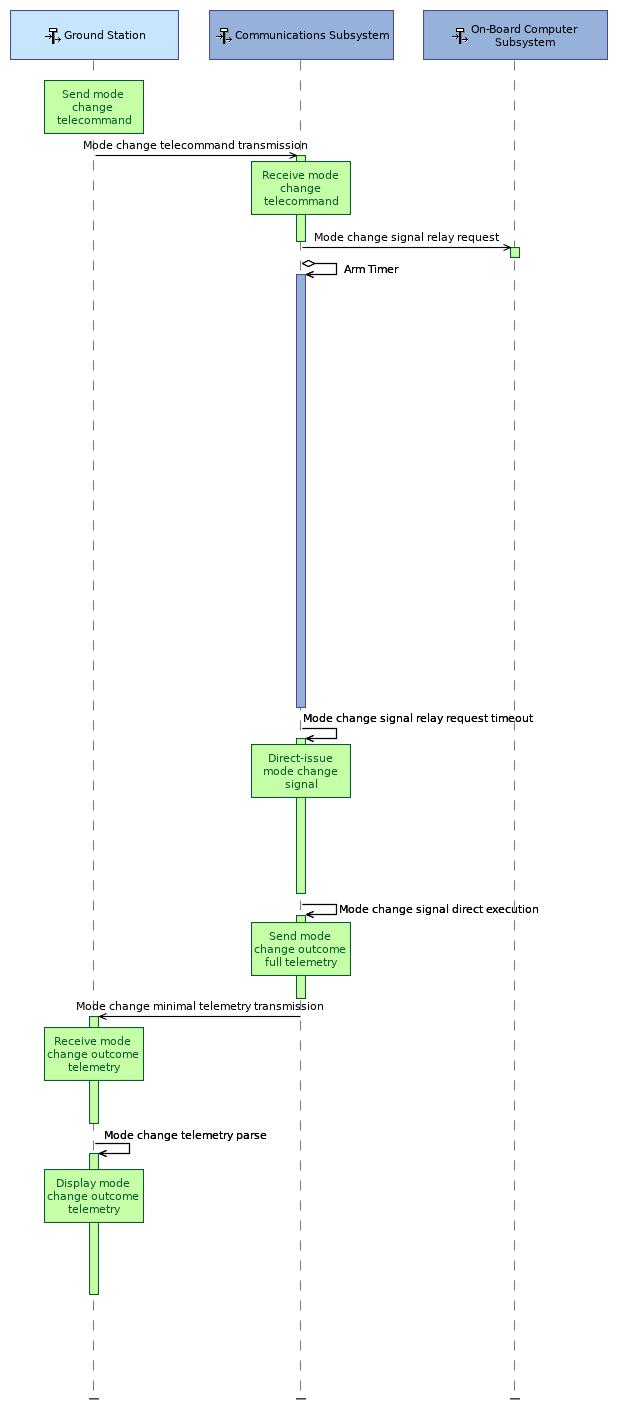 Ground Station
Communications Subsystem
On-Board Computer
Subsystem
Send mode
change
telecommand
Mode change telecommand transmission
Receive mode
change
telecommand
Mode change signal relay request
Arm Timer
Mode change signal relay request timeout
Direct-issue
mode change
signal
Mode change signal direct execution
Send mode
change outcome
full telemetry
Mode change minimal telemetry transmission
Receive mode
change outcome
telemetry
Mode change telemetry parse
Display mode
change outcome
telemetry